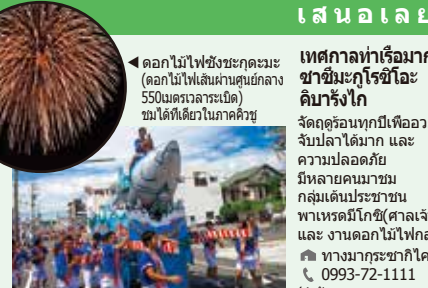 เสนอเลย
◀ ดอกไม้ไฟซังชะกุดะมะ
(ดอกไม้ไฟเส้นผ่านศูนย์กลาง
550เมตรเวลาระเบิด)
ชมได้ที่เดียวในภาคคิวชู
เทศกาลท่าเรือมาก
ซาชิมะกูโรชิโอะ
คิบารังไก
จัดฤดูร้อนทุกปีเพื่ออว
จับปลาได้มาก และ
ความปลอดภัย
มีหลายคนมาชม
กลุ่มเต้นประชาชน
พาเหรดมิโกชิ(ศาลเจ้
และ งานดอกไม้ไฟกล
ทางมากุระซากิไค
0993-72-1111